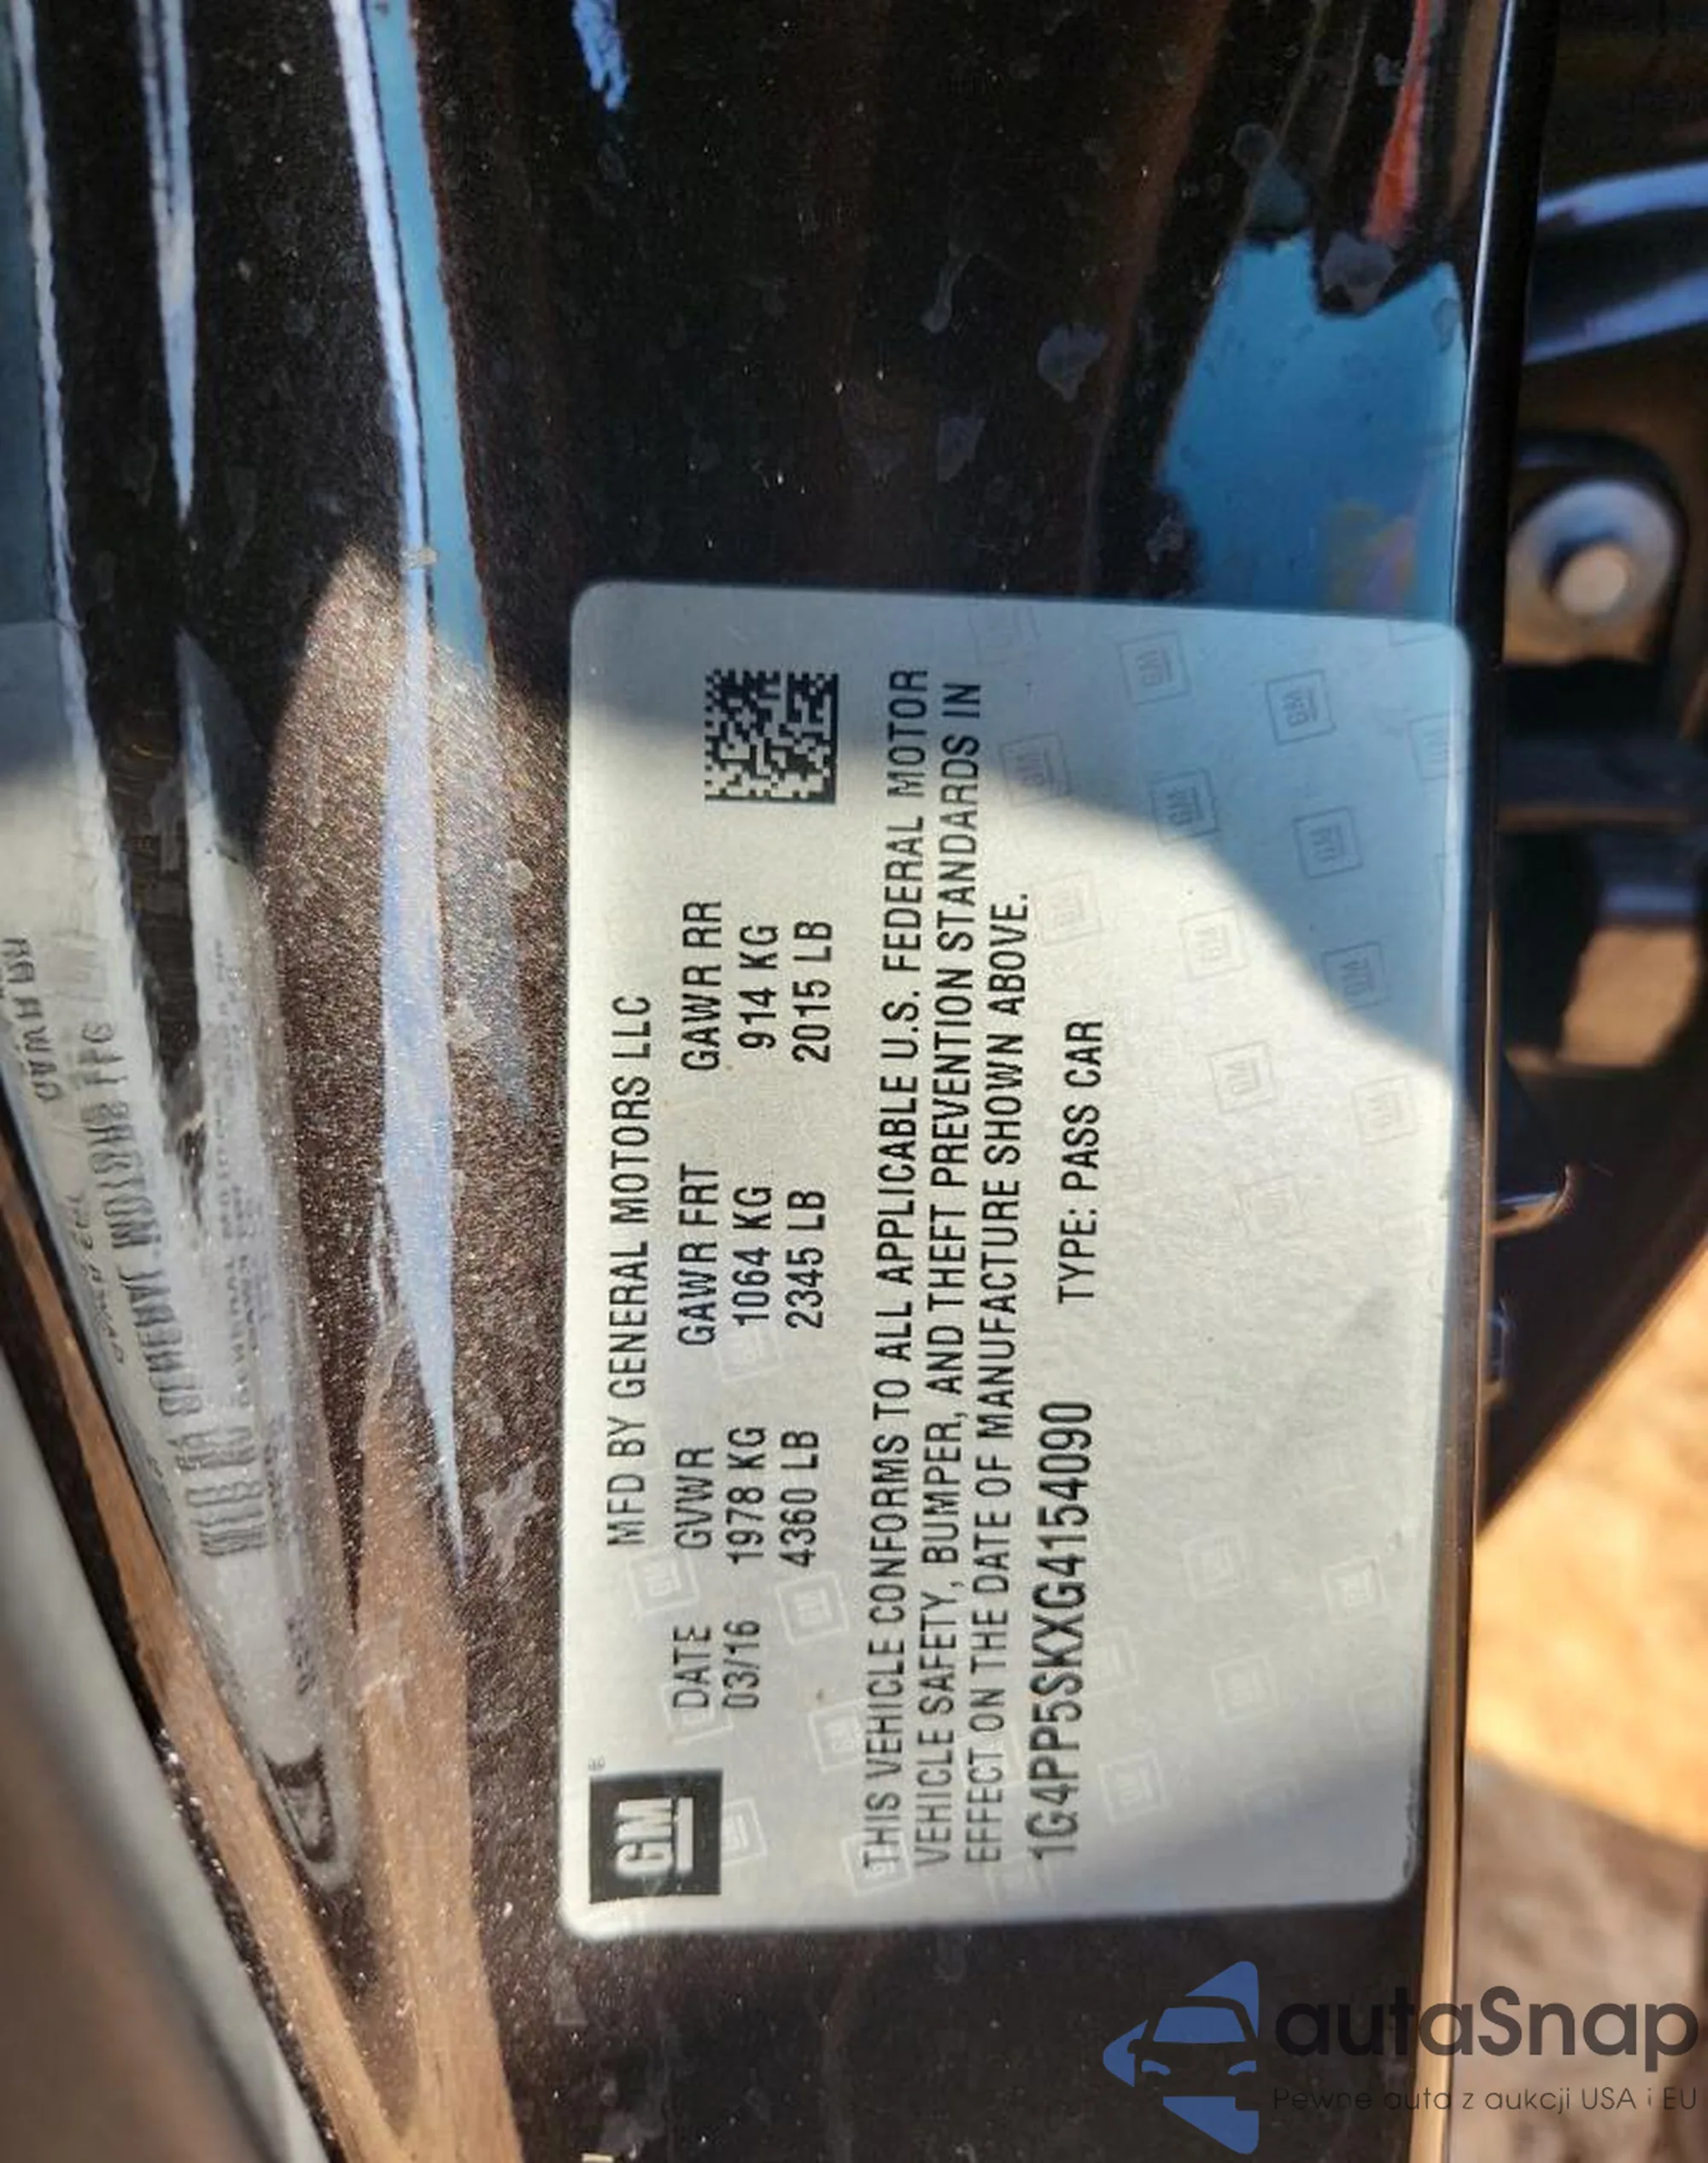 GM
®
MFD BY GENERAL MOTORS LLC
DATE GVWR GAWR FRT GAWR RR
03/16 1978 KG 1064 KG 914 KG
4360 LB 2345 LB 2015 LB
THIS VEHICLE CONFORMS TO ALL APPLICABLE U.S. FEDERAL MOTOR
VEHICLE SAFETY, BUMPER, AND THEFT PREVENTION STANDARDS IN
EFFECT ON THE DATE OF MANUFACTURE SHOWN ABOVE.
1G4PP5SKXG4154090 TYPE: PASS CAR
autaSnap
Pewne auta z aukcji USA i EU